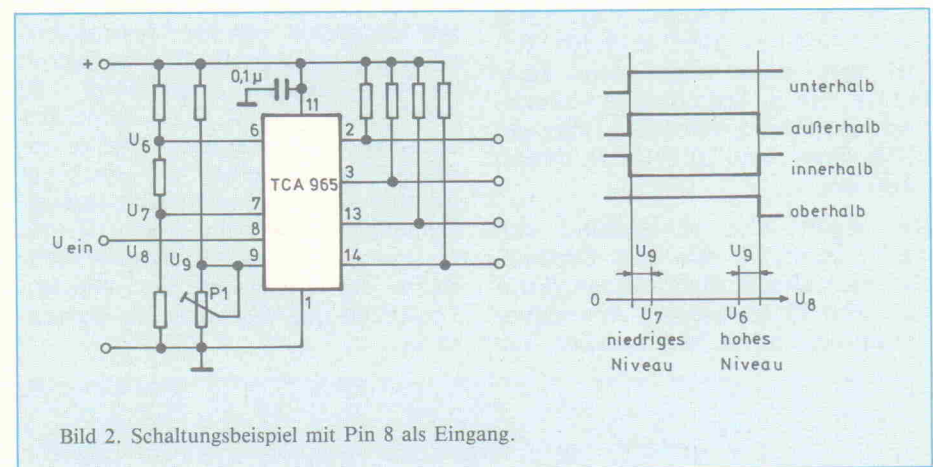 +
0,1µ
11
U6
6
2
TCA 965
3
U7
7
13
Uein
8
U8
U9
9
14
P1
1
unterhalb
außerhalb
innerhalb
oberhalb
U9
U9
0
U8
U7
U6
niedriges
hohes
Niveau
Niveau
Bild 2. Schaltungsbeispiel mit Pin 8 als Eingang.